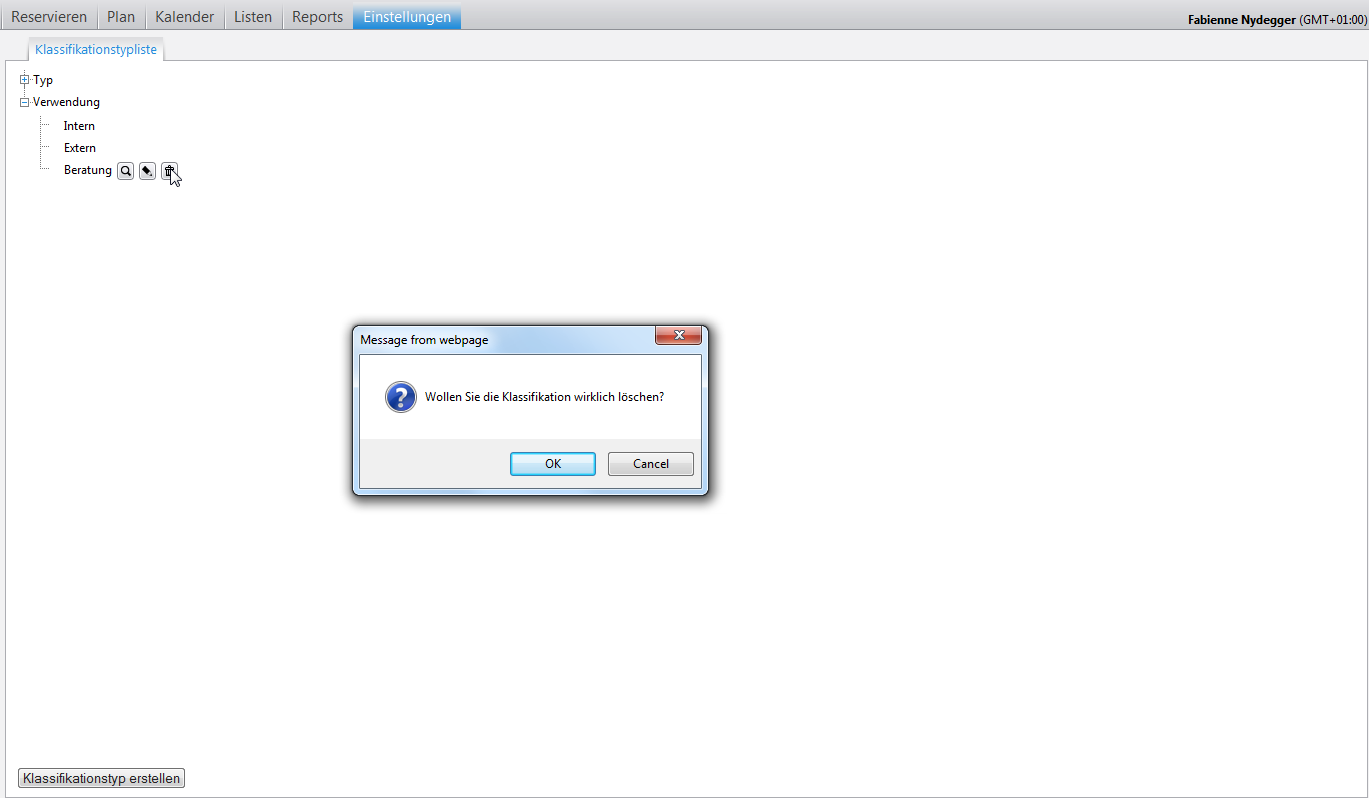 Reservieren Plan Kalender Listen Reports Einstellungen
Fabienne Nydegger (GMT+01:00)
Klassifikationstypliste
Typ
Verwendung
Intern
Extern
Beratung
Message from webpage
Wollen Sie die Klassifikation wirklich löschen?
OK Cancel
Klassifikationstyp erstellen